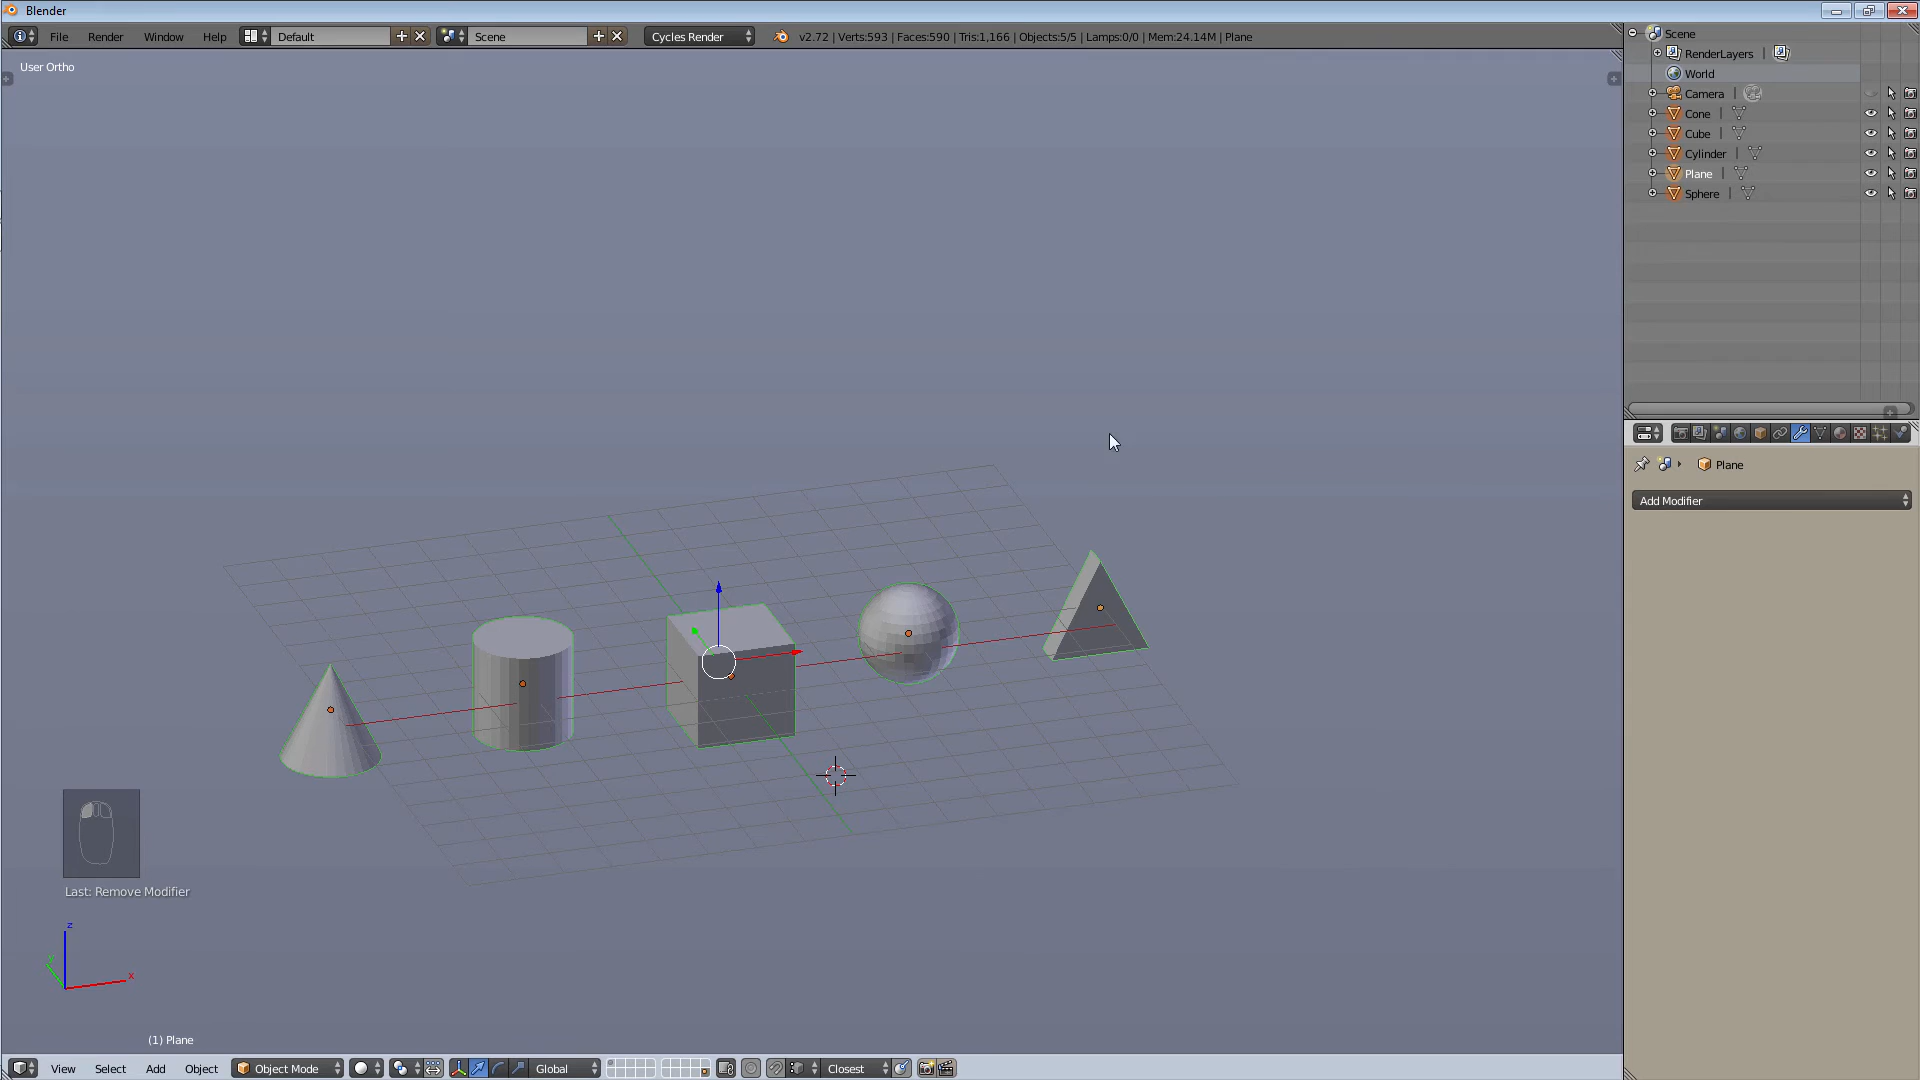 Blender
File Render Window Help Default Scene Cycles Render v2.72 | Verts:593 | Faces:590 | Tris:1,166 | Objects:5/5 | Lamps:0/0 | Mem:24.14M | Plane
User Ortho
Scene
RenderLayers |
World
Camera |
Cone |
Cube |
Cylinder |
Plane |
Sphere |
Plane
Add Modifier
Last: Remove Modifier
z
y
x
(1) Plane
View Select Add Object Object Mode Global Closest